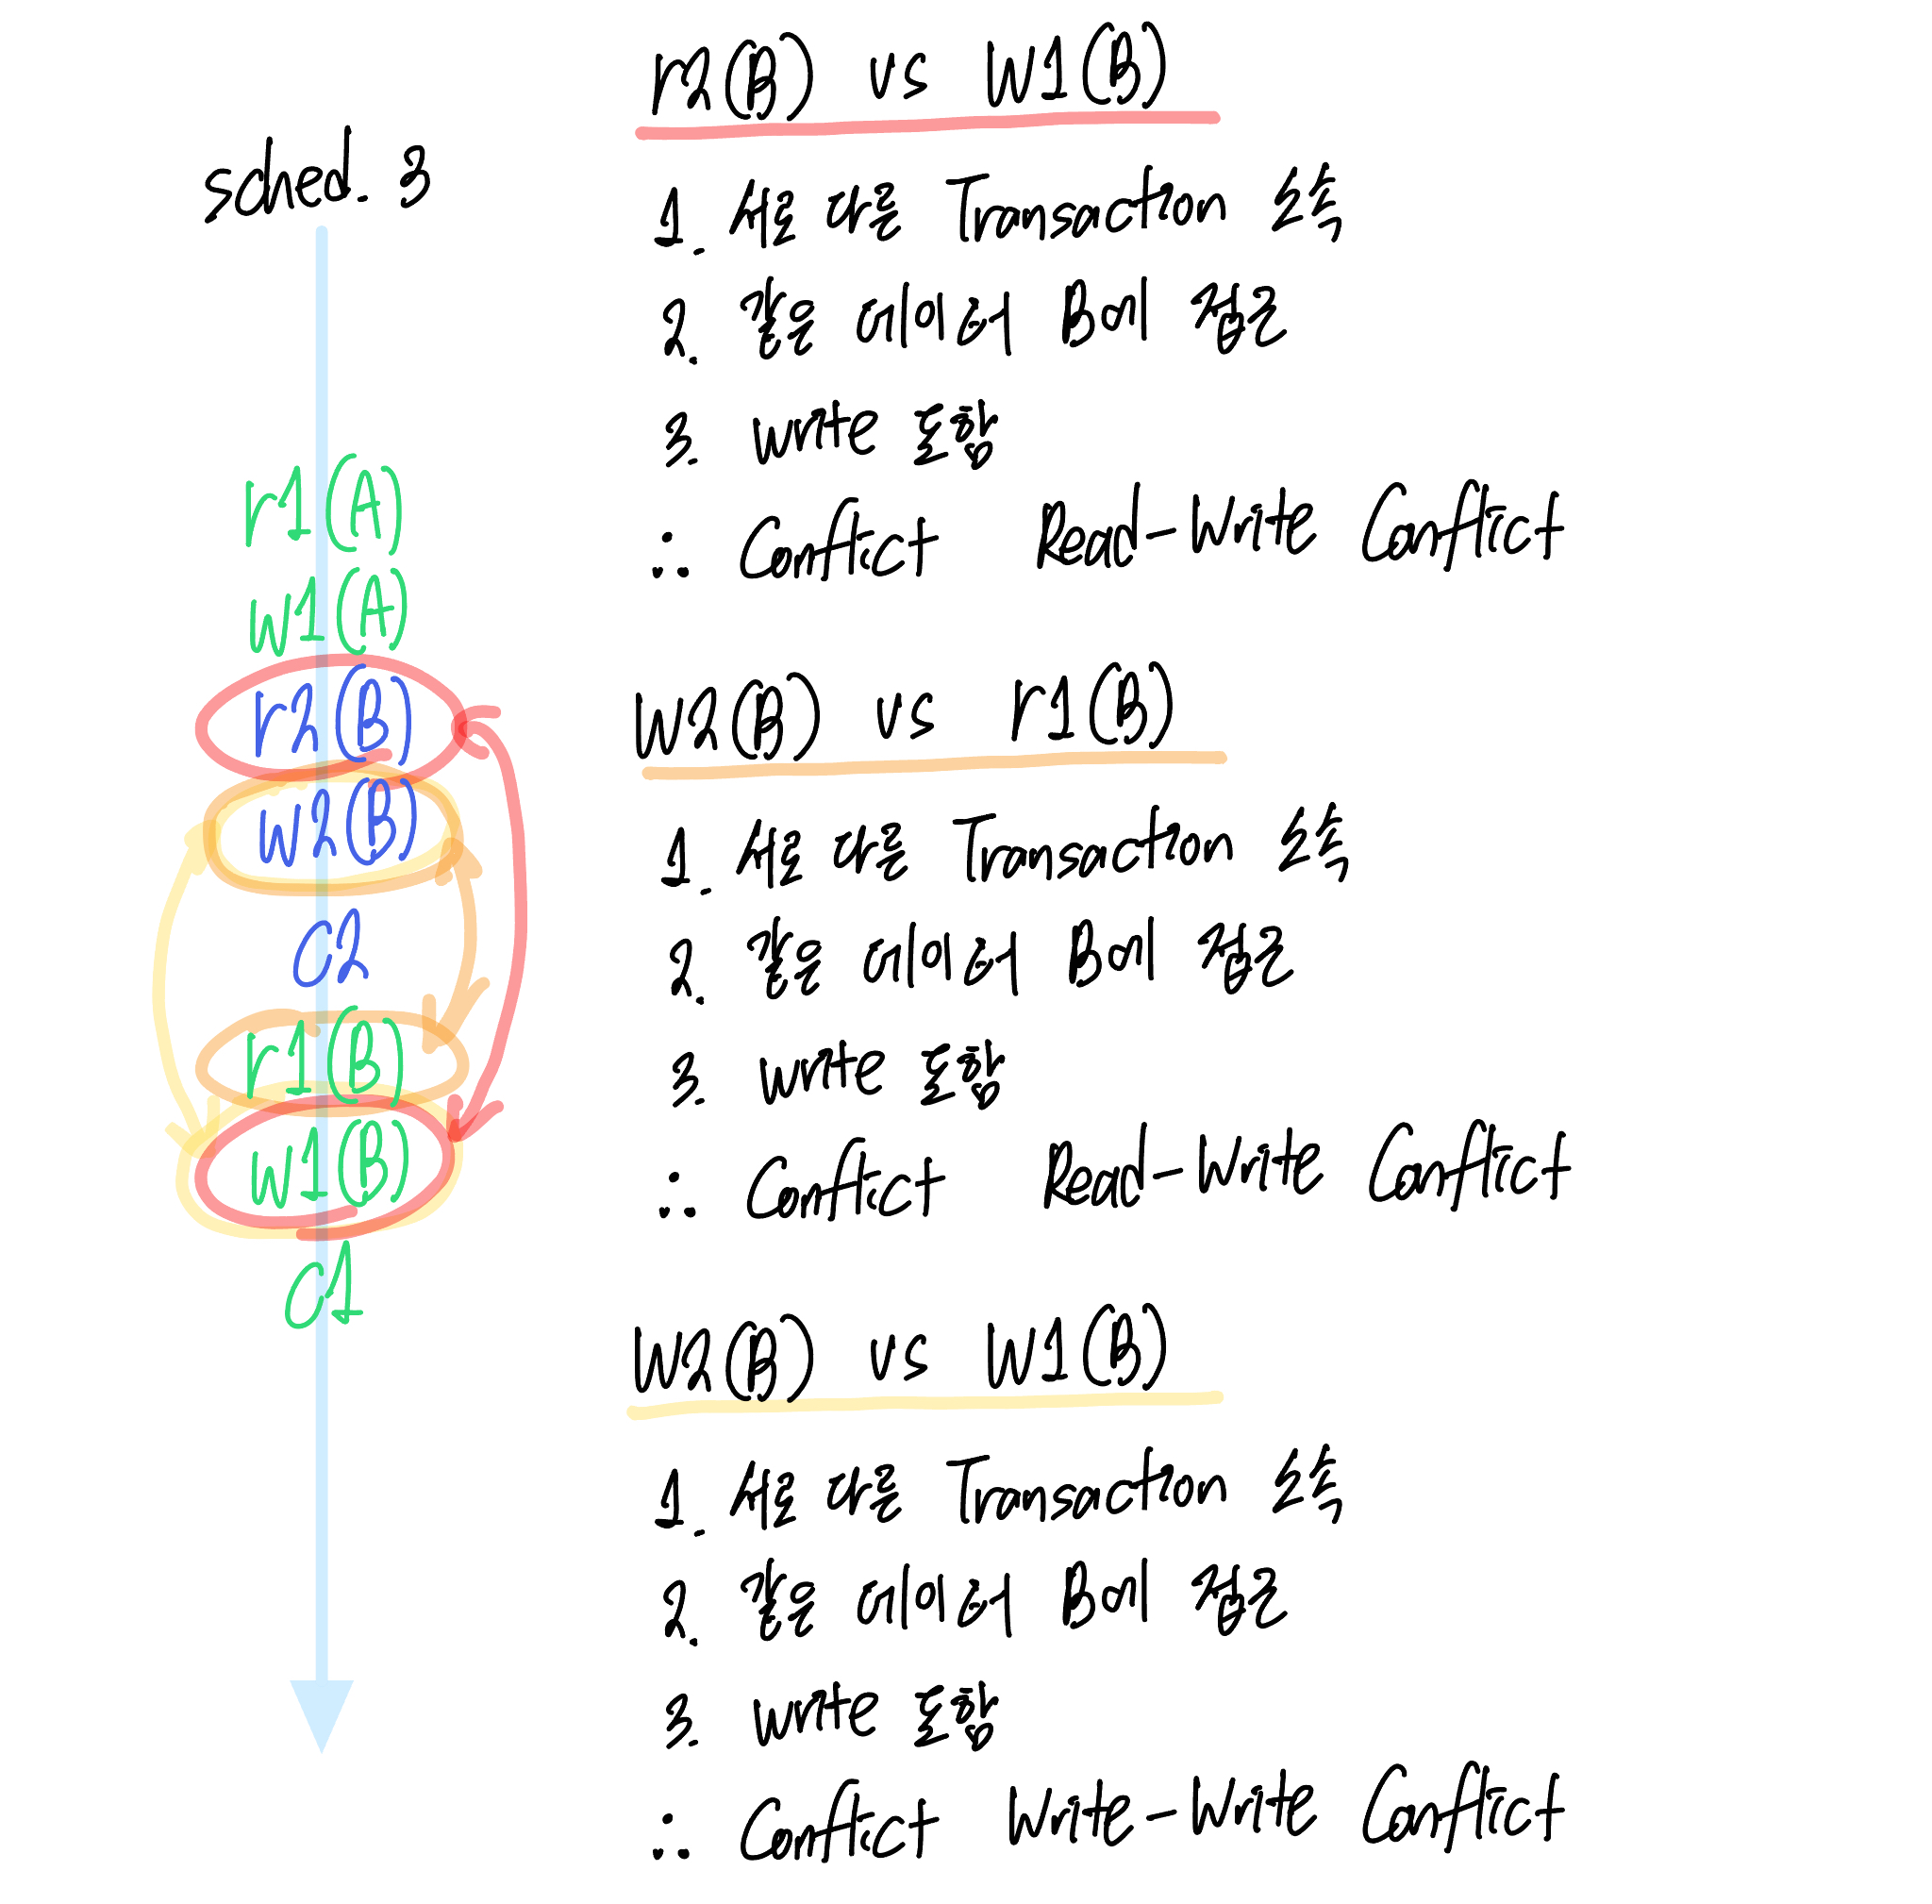 sched. 3
r1(A)
w1(A)
r2(B)
w2(B)
c2
r1(B)
w1(B)
c1
r2(B) vs W1(B)
1. 서로 다른 Transaction 소속
2. 같은 데이터 B에 접근
3. write 포함
∴ Conflict Read-Write Conflict
W2(B) vs r1(B)
1. 서로 다른 Transaction 소속
2. 같은 데이터 B에 접근
3. write 포함
∴ Conflict Read-Write Conflict
W2(B) vs W1(B)
1. 서로 다른 Transaction 소속
2. 같은 데이터 B에 접근
3. write 포함
∴ Conflict Write-Write Conflict